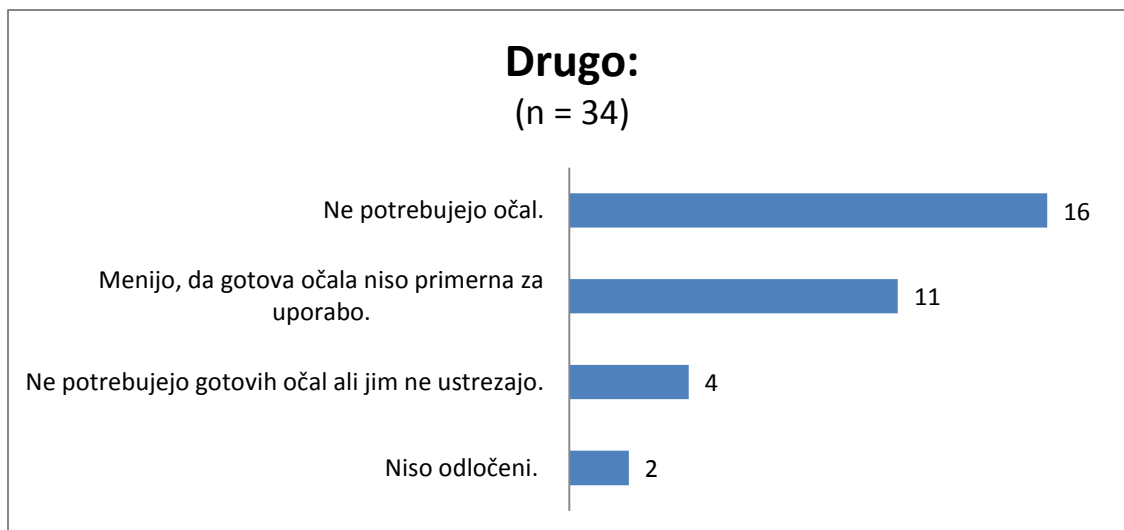 Drugo:
(n = 34)
Ne potrebujejo očal.
16
Menijo, da gotova očala niso primerna za
uporabo.
11
Ne potrebujejo gotovih očal ali jim ne ustrezajo.
4
Niso odločeni.
2